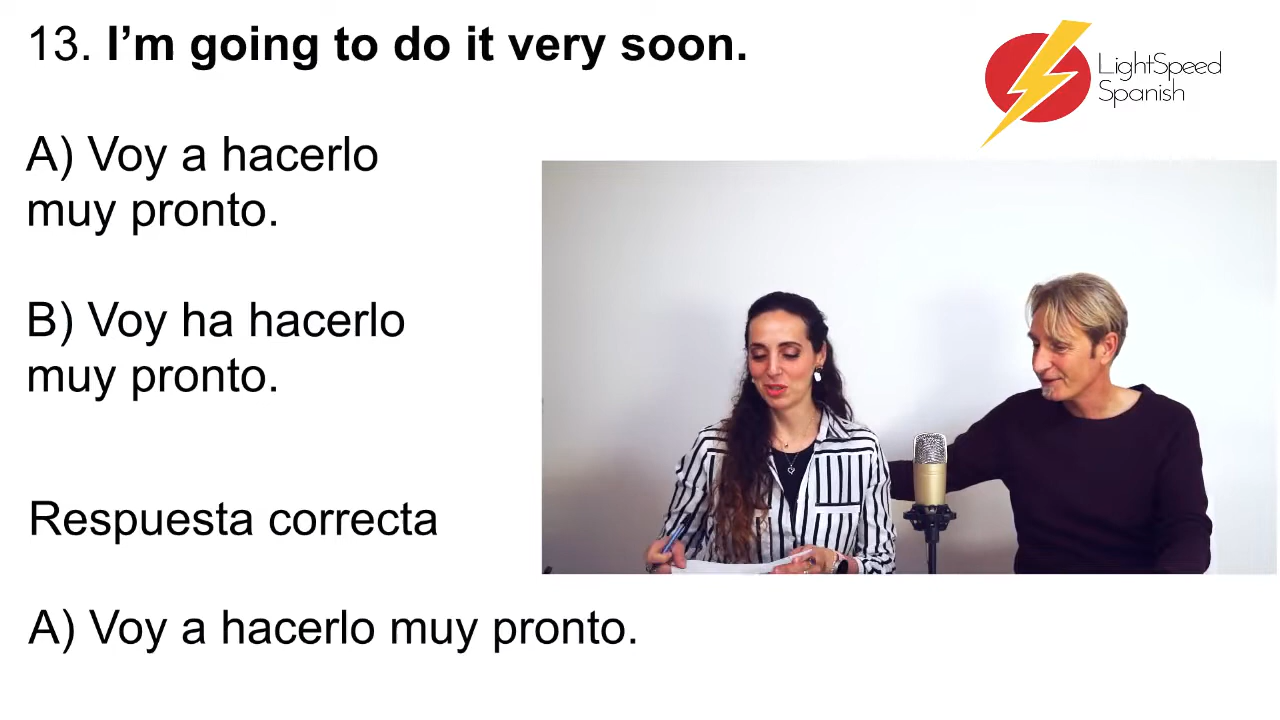 13. I’m going to do it very soon.
LightSpeed
Spanish
A) Voy a hacerlo
muy pronto.
B) Voy ha hacerlo
muy pronto.
Respuesta correcta
A) Voy a hacerlo muy pronto.